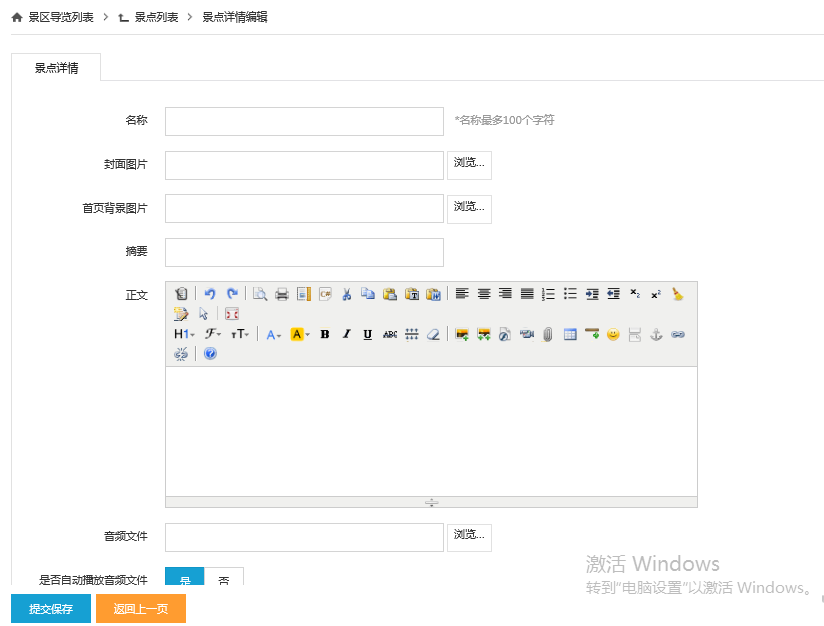 景区导览列表 > 景点列表 > 景点详情编辑
景点详情
名称 *名称最多100个字符
封面图片 浏览...
首页背景图片 浏览...
摘要
正文
H1 F TT A A B I U ABC
音频文件 浏览...
是否自动播放音频文件 是 否
激活 Windows
转到“电脑设置”以激活 Windows。
提交保存 返回上一页